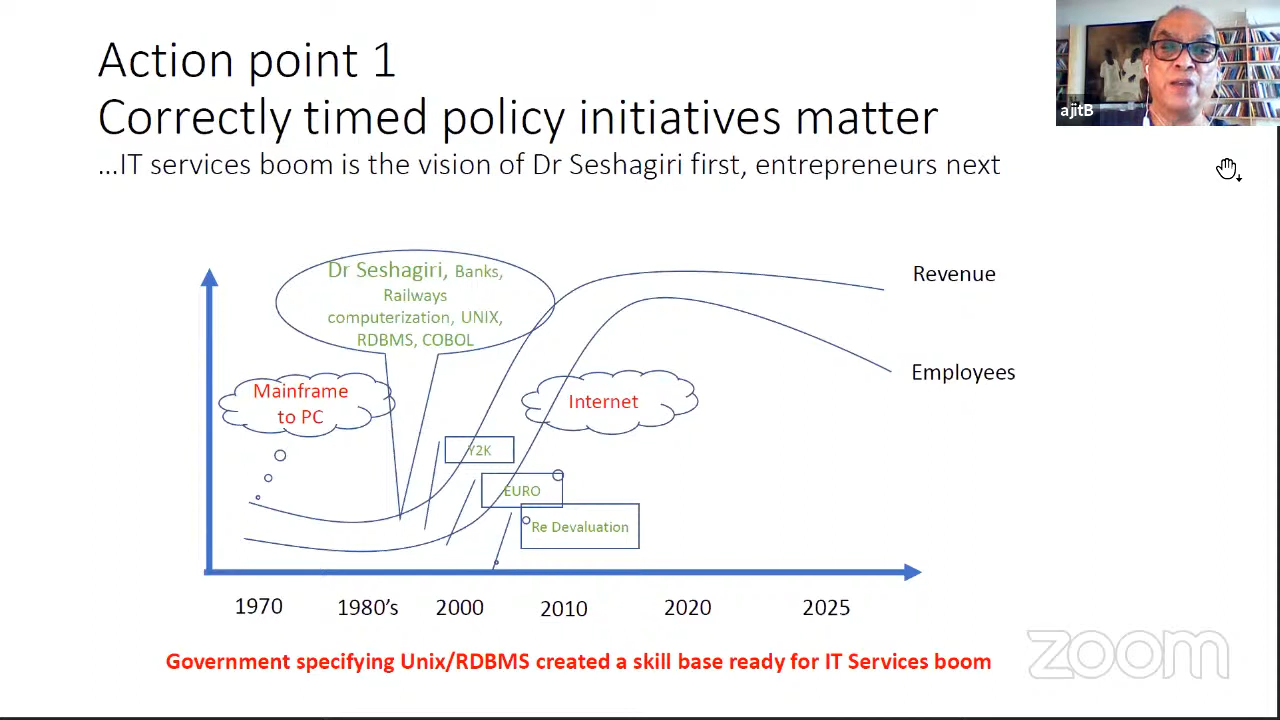 Action point 1
Correctly timed policy initiatives matter
...IT services boom is the vision of Dr Seshagiri first, entrepreneurs next
ajitB
Dr Seshagiri, Banks,
Railways
computerization, UNIX,
RDBMS, COBOL
Revenue
Employees
Mainframe
to PC
Internet
Y2K
EURO
Re Devaluation
1970
1980's
2000
2010
2020
2025
Government specifying Unix/RDBMS created a skill base ready for IT Services boom
zoom